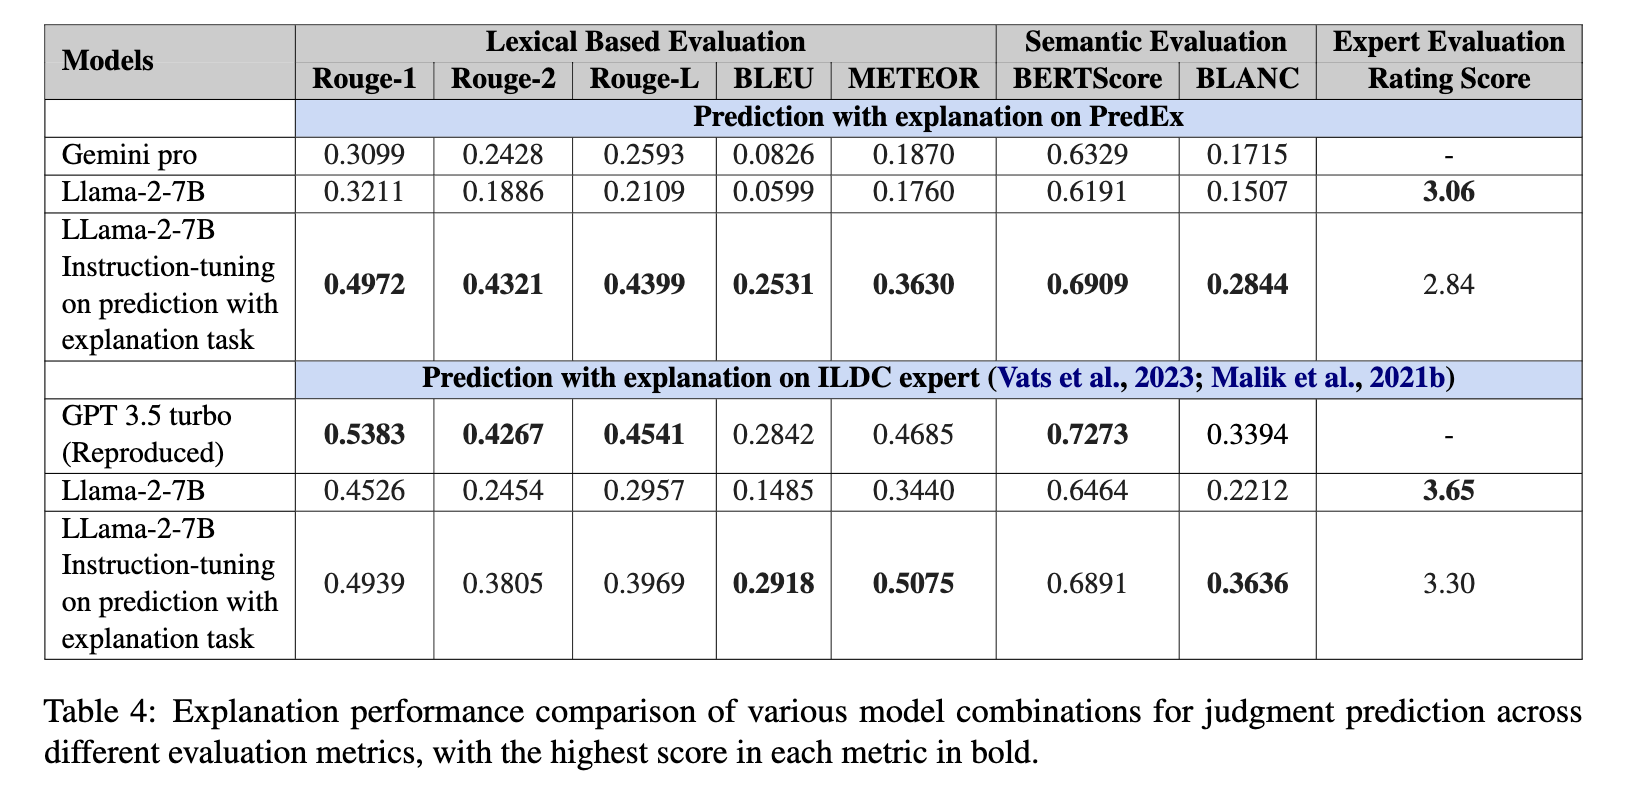 Models Lexical Based Evaluation Semantic Evaluation Expert Evaluation
Rouge-1 Rouge-2 Rouge-L BLEU METEOR BERTScore BLANC Rating Score
Prediction with explanation on PredEx
Gemini pro 0.3099 0.2428 0.2593 0.0826 0.1870 0.6329 0.1715 -
Llama-2-7B 0.3211 0.1886 0.2109 0.0599 0.1760 0.6191 0.1507 3.06
LLama-2-7B
Instruction-tuning
on prediction with
explanation task
0.4972 0.4321 0.4399 0.2531 0.3630 0.6909 0.2844 2.84
Prediction with explanation on ILDC expert (Vats et al., 2023; Malik et al., 2021b)
GPT 3.5 turbo
(Reproduced)
0.5383 0.4267 0.4541 0.2842 0.4685 0.7273 0.3394 -
Llama-2-7B 0.4526 0.2454 0.2957 0.1485 0.3440 0.6464 0.2212 3.65
LLama-2-7B
Instruction-tuning
on prediction with
explanation task
0.4939 0.3805 0.3969 0.2918 0.5075 0.6891 0.3636 3.30
Table 4: Explanation performance comparison of various model combinations for judgment prediction across
different evaluation metrics, with the highest score in each metric in bold.